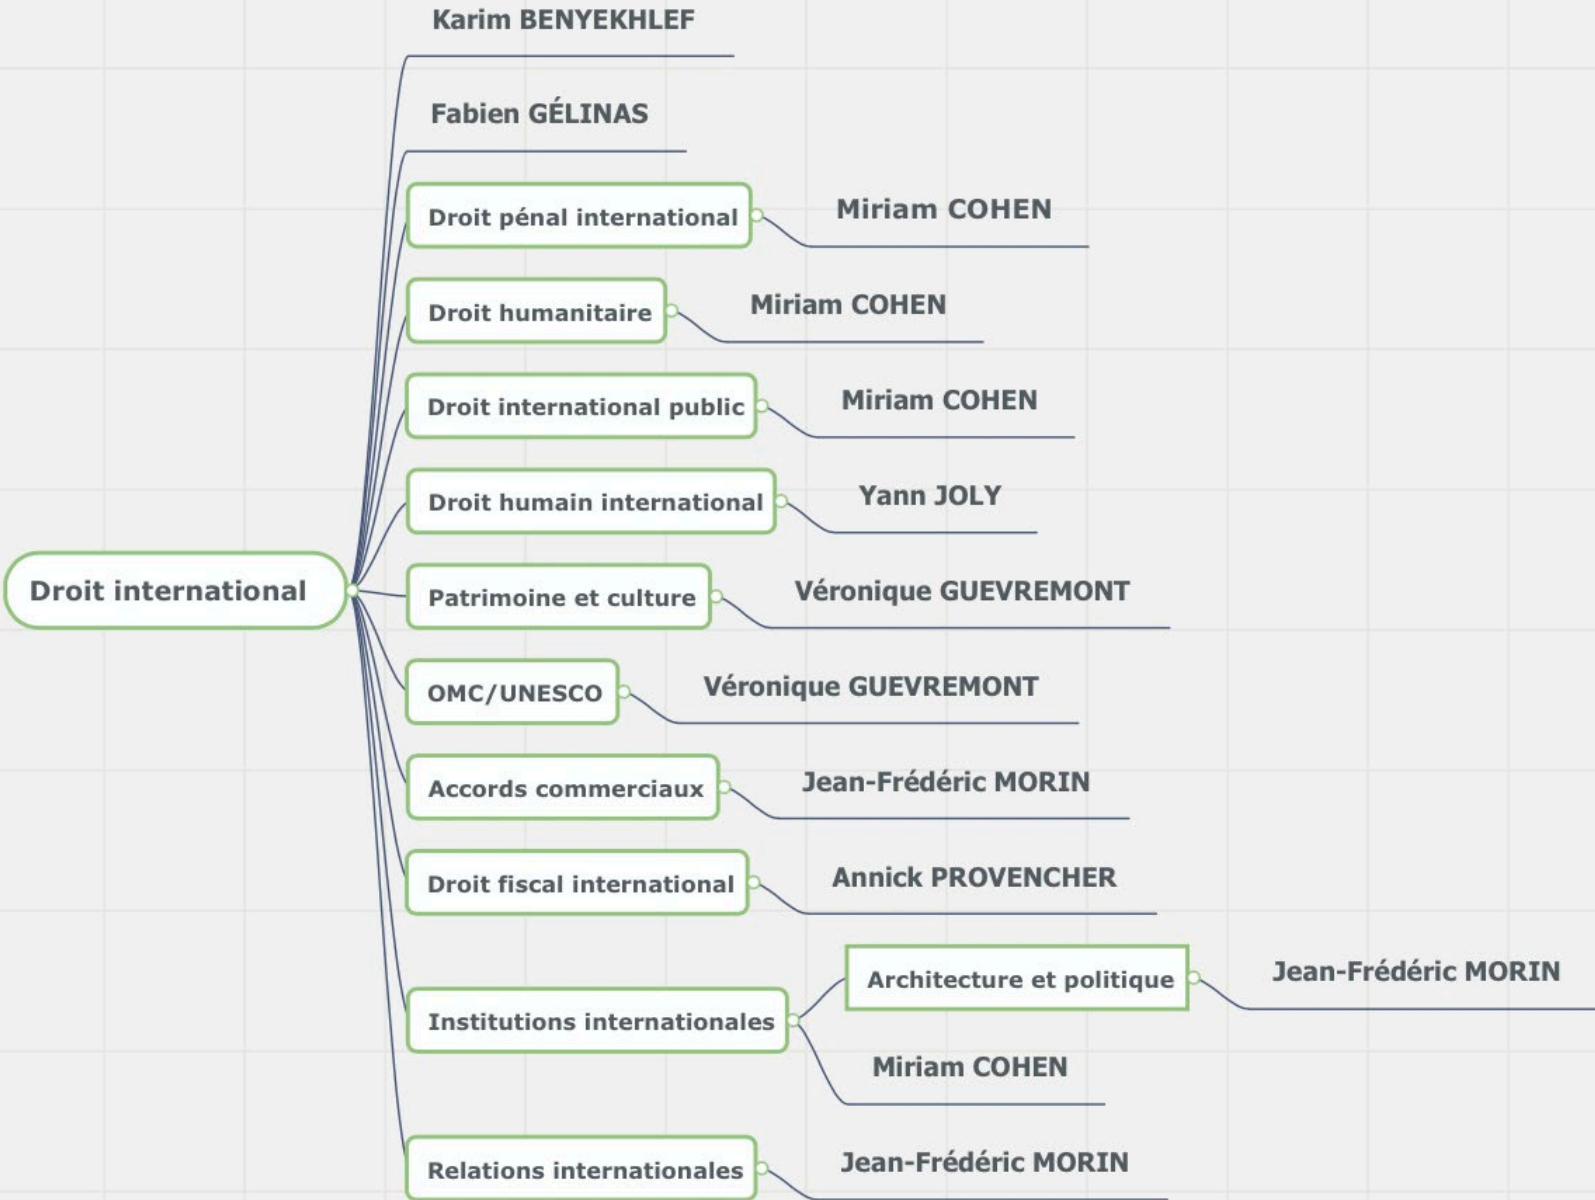 Karim BENYEKHLEF
Fabien GÉLINAS
Droit pénal international
Miriam COHEN
Droit humanitaire
Miriam COHEN
Droit international public
Miriam COHEN
Droit humain international
Yann JOLY
Droit international
Patrimoine et culture
Véronique GUEVREMONT
OMC/UNESCO
Véronique GUEVREMONT
Accords commerciaux
Jean-Frédéric MORIN
Droit fiscal international
Annick PROVENCHER
Institutions internationales
Architecture et politique
Jean-Frédéric MORIN
Miriam COHEN
Relations internationales
Jean-Frédéric MORIN